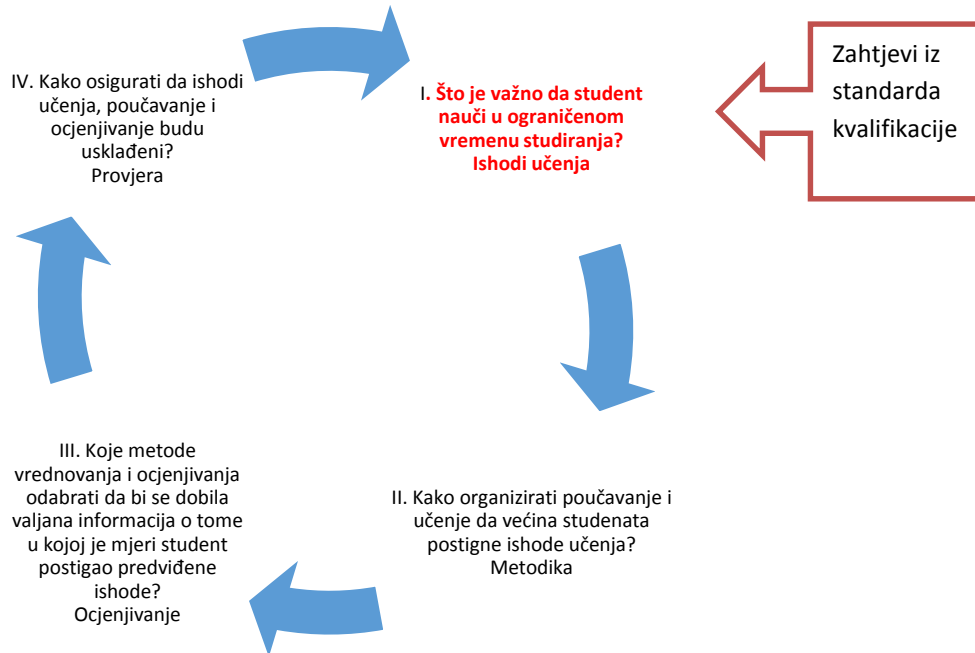 IV. Kako osigurati da ishodi
učenja, poučavanje i
ocjenjivanje budu
usklađeni?
Provjera
I. Što je važno da student
nauči u ograničenom
vremenu studiranja?
Ishodi učenja
Zahtjevi iz
standarda
kvalifikacije
II. Kako organizirati poučavanje i
učenje da većina studenata
postigne ishode učenja?
Metodika
III. Koje metode
vrednovanja i ocjenjivanja
odabrati da bi se dobila
valjana informacija o tome
u kojoj je mjeri student
postigao predviđene
ishode?
Ocjenjivanje